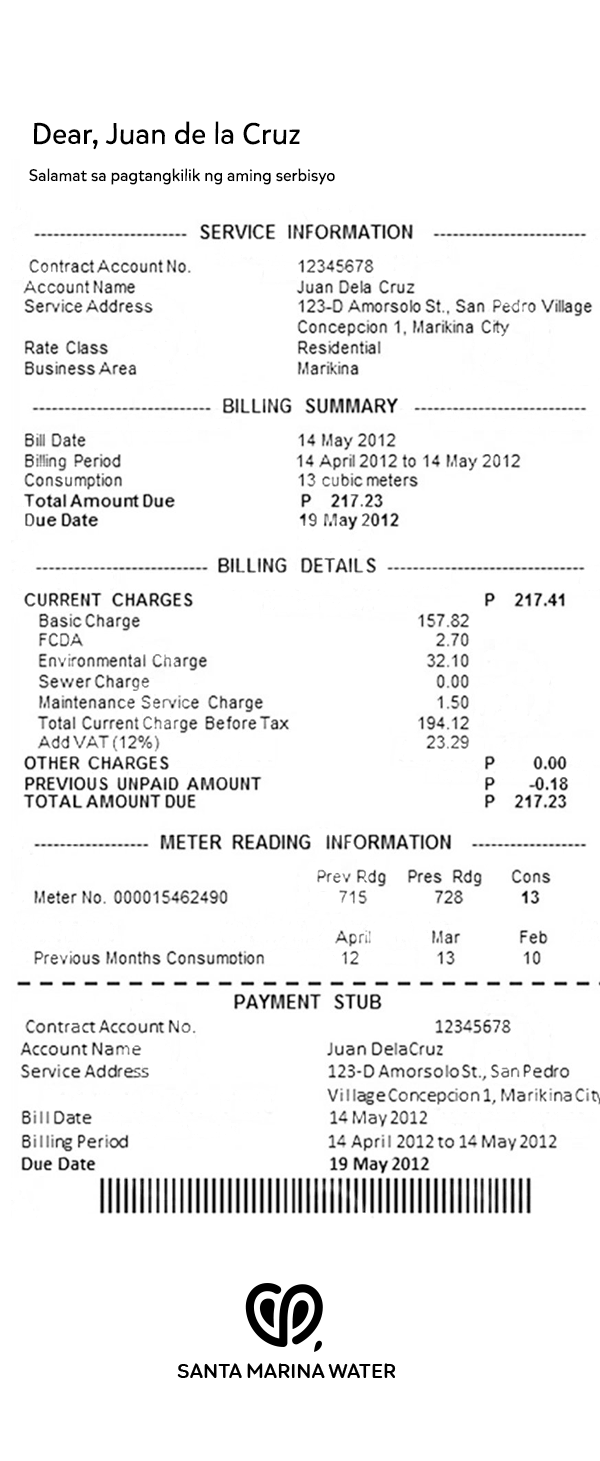 Dear, Juan de la Cruz
Salamat sa pagtangkilik ng aming serbisyo
------------------------ SERVICE INFORMATION ------------------------
Contract Account No. 12345678
Account Name Juan Dela Cruz
Service Address 123-D Amorsolo St., San Pedro Village
Concepcion 1, Marikina City
Rate Class Residential
Business Area Marikina
---------------------------- BILLING SUMMARY ---------------------------
Bill Date 14 May 2012
Billing Period 14 April 2012 to 14 May 2012
Consumption 13 cubic meters
Total Amount Due P 217.23
Due Date 19 May 2012
--------------------------- BILLING DETAILS -------------------------------
CURRENT CHARGES P 217.41
Basic Charge 157.82
FCDA 2.70
Environmental Charge 32.10
Sewer Charge 0.00
Maintenance Service Charge 1.50
Total Current Charge Before Tax 194.12
Add VAT (12%) 23.29
OTHER CHARGES P 0.00
PREVIOUS UNPAID AMOUNT P -0.18
TOTAL AMOUNT DUE P 217.23
------------------ METER READING INFORMATION ------------------
Prev Rdg Pres Rdg Cons
Meter No. 000015462490 715 728 13
April Mar Feb
Previous Months Consumption 12 13 10
PAYMENT STUB
Contract Account No. 12345678
Account Name Juan DelaCruz
Service Address 123-D Amorsolo St., San Pedro
Village Concepcion 1, Marikina City
Bill Date 14 May 2012
Billing Period 14 April 2012 to 14 May 2012
Due Date 19 May 2012
SANTA MARINA WATER